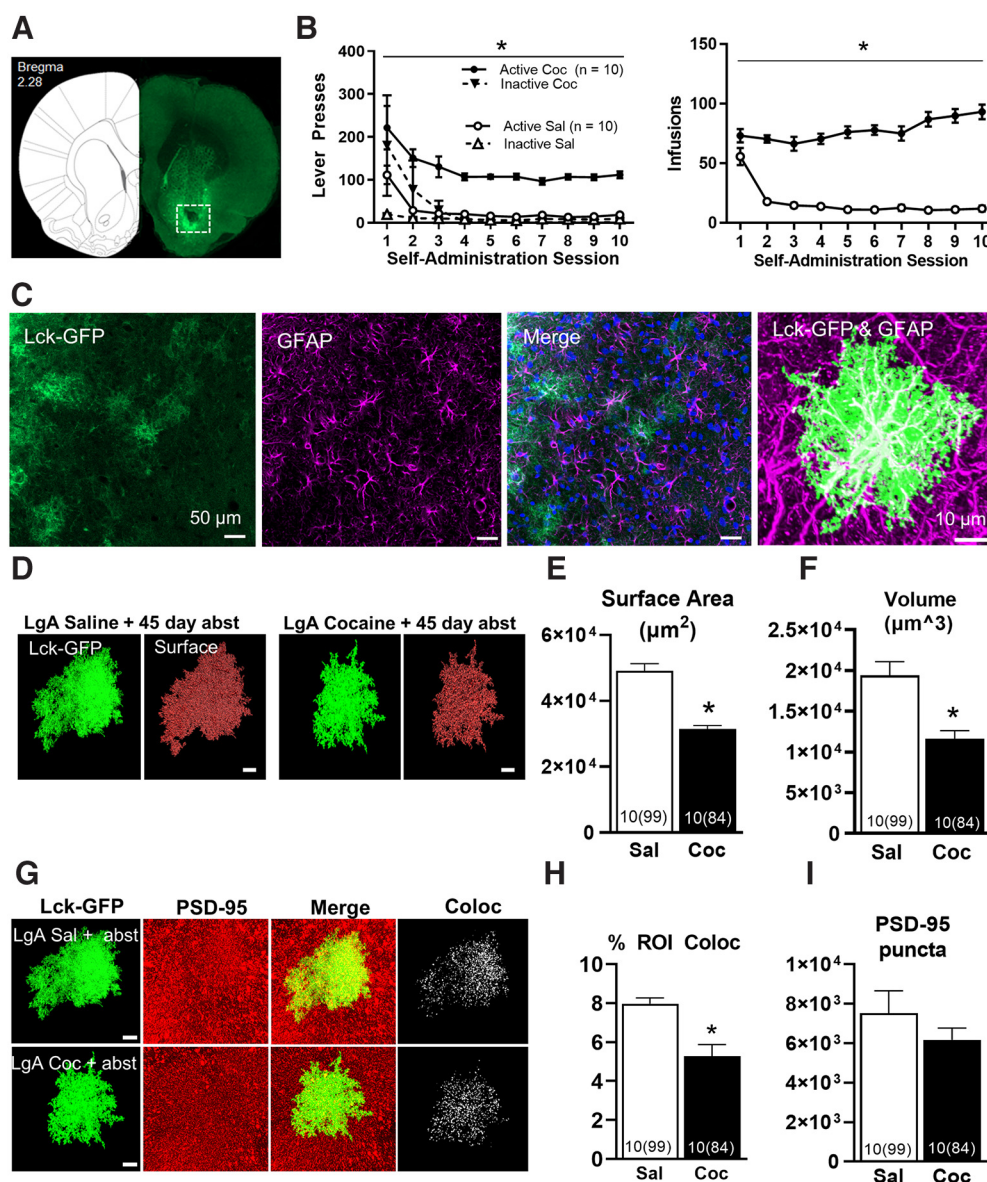 A
Bregma
2.28
B
*
400
300
200
100
0
Lever Presses
Active Coc (n = 10)
Inactive Coc
Active Sal (n = 10)
Inactive Sal
1 2 3 4 5 6 7 8 9 10
Self-Administration Session
*
150
100
50
0
Infusions
1 2 3 4 5 6 7 8 9 10
Self-Administration Session
C
Lck-GFP
50 µm
GFAP
Merge
Lck-GFP & GFAP
10 µm
D
LgA Saline + 45 day abst
LgA Cocaine + 45 day abst
Lck-GFP
Surface
E
Surface Area
(µm²)
6×10⁴
4×10⁴
2×10⁴
0
*
10(99)
10(84)
Sal Coc
F
Volume
(µm^3)
2×10⁴
1.5×10⁴
1×10⁴
5×10³
0
*
10(99)
10(84)
Sal Coc
G
Lck-GFP PSD-95 Merge Coloc
LgA Sal + abst
LgA Coc + abst
H
% ROI Coloc
10
8
6
4
2
0
*
10(99)
10(84)
Sal Coc
I
PSD-95
puncta
1×10⁴
8×10³
6×10³
4×10³
2×10³
0
10(99)
10(84)
Sal Coc